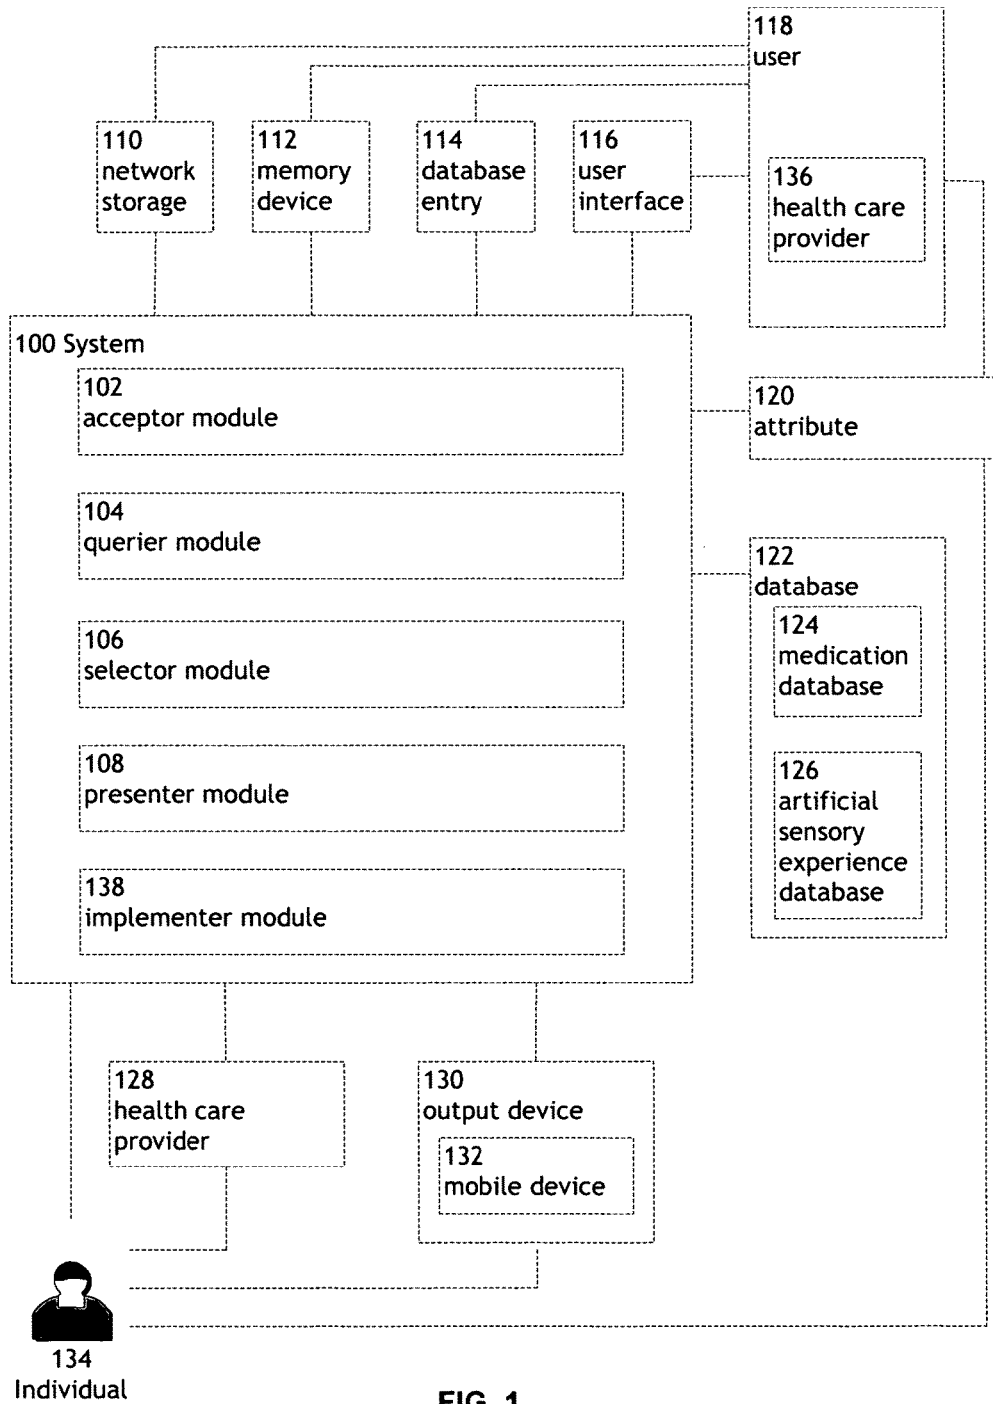 118
user
110
network
storage
112
memory
device
114
database
entry
116
user
interface
136
health care
provider
100 System
102
acceptor module
104
querier module
106
selector module
108
presenter module
138
implementer module
120
attribute
122
database
124
medication
database
126
artificial
sensory
experience
database
128
health care
provider
130
output device
132
mobile device
134
Individual
FIG. 1